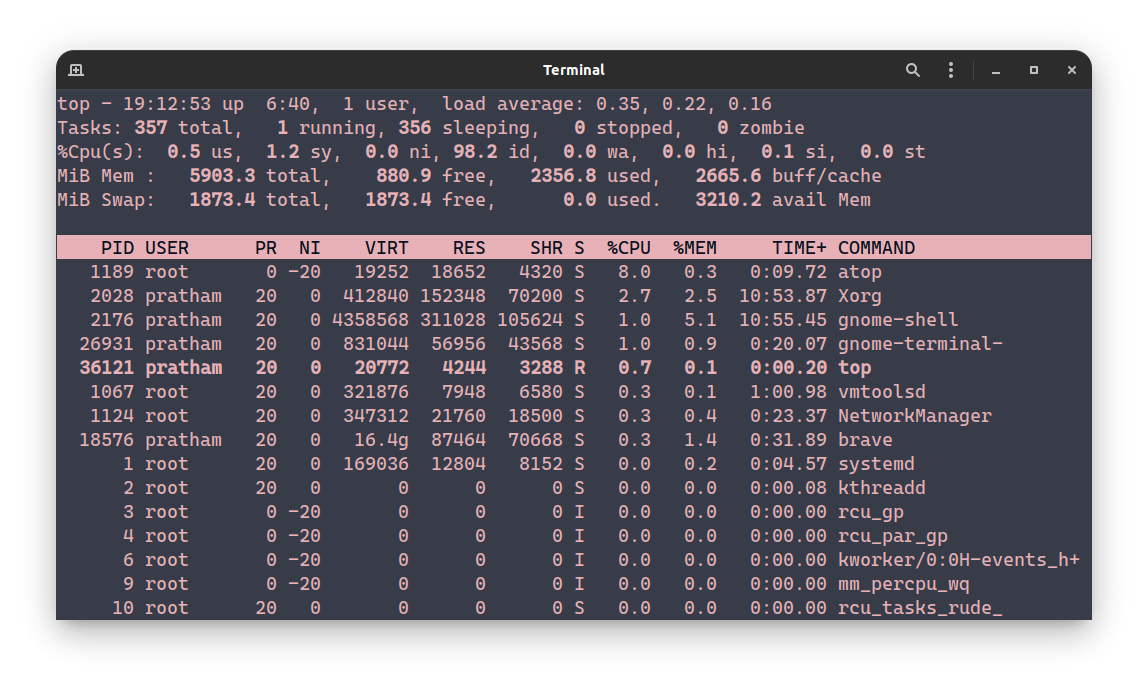 Terminal
top - 19:12:53 up  6:40,  1 user,  load average: 0.35, 0.22, 0.16
Tasks: 357 total,   1 running, 356 sleeping,   0 stopped,   0 zombie
%Cpu(s):  0.5 us,  1.2 sy,  0.0 ni, 98.2 id,  0.0 wa,  0.0 hi,  0.1 si,  0.0 st
MiB Mem :   5903.3 total,    880.9 free,   2356.8 used,   2665.6 buff/cache
MiB Swap:   1873.4 total,   1873.4 free,      0.0 used.   3210.2 avail Mem
    PID USER      PR  NI    VIRT    RES    SHR S  %CPU  %MEM     TIME+ COMMAND
   1189 root       0 -20   19252  18652   4320 S   8.0   0.3   0:09.72 atop
   2028 pratham   20   0  412840 152348  70200 S   2.7   2.5  10:53.87 Xorg
   2176 pratham   20   0 4358568 311028 105624 S   1.0   5.1  10:55.45 gnome-shell
  26931 pratham   20   0  831044  56956  43568 S   1.0   0.9   0:20.07 gnome-terminal-
  36121 pratham   20   0   20772   4244   3288 R   0.7   0.1   0:00.20 top
   1067 root      20   0  321876   7948   6580 S   0.3   0.1   1:00.98 vmtoolsd
   1124 root      20   0  347312  21760  18500 S   0.3   0.4   0:23.37 NetworkManager
  18576 pratham   20   0   16.4g  87464  70668 S   0.3   1.4   0:31.89 brave
      1 root      20   0  169036  12804   8152 S   0.0   0.2   0:04.57 systemd
      2 root      20   0       0      0      0 S   0.0   0.0   0:00.08 kthreadd
      3 root       0 -20       0      0      0 I   0.0   0.0   0:00.00 rcu_gp
      4 root       0 -20       0      0      0 I   0.0   0.0   0:00.00 rcu_par_gp
      6 root       0 -20       0      0      0 I   0.0   0.0   0:00.00 kworker/0:0H-events_h+
      9 root       0 -20       0      0      0 I   0.0   0.0   0:00.00 mm_percpu_wq
     10 root      20   0       0      0      0 S   0.0   0.0   0:00.00 rcu_tasks_rude_